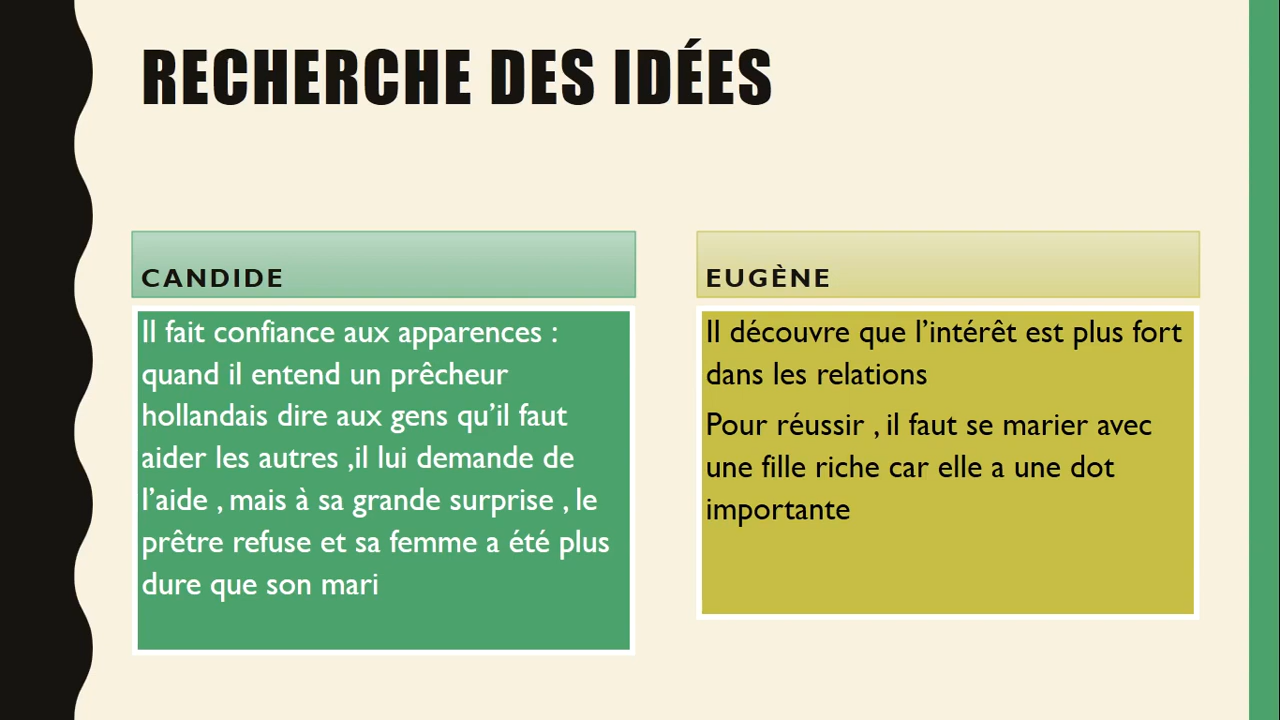 RECHERCHE DES IDÉES
CANDIDE
Il fait confiance aux apparences :
quand il entend un prêcheur
hollandais dire aux gens qu’il faut
aider les autres ,il lui demande de
l’aide , mais à sa grande surprise , le
prêtre refuse et sa femme a été plus
dure que son mari
EUGÈNE
Il découvre que l’intérêt est plus fort
dans les relations
Pour réussir , il faut se marier avec
une fille riche car elle a une dot
importante